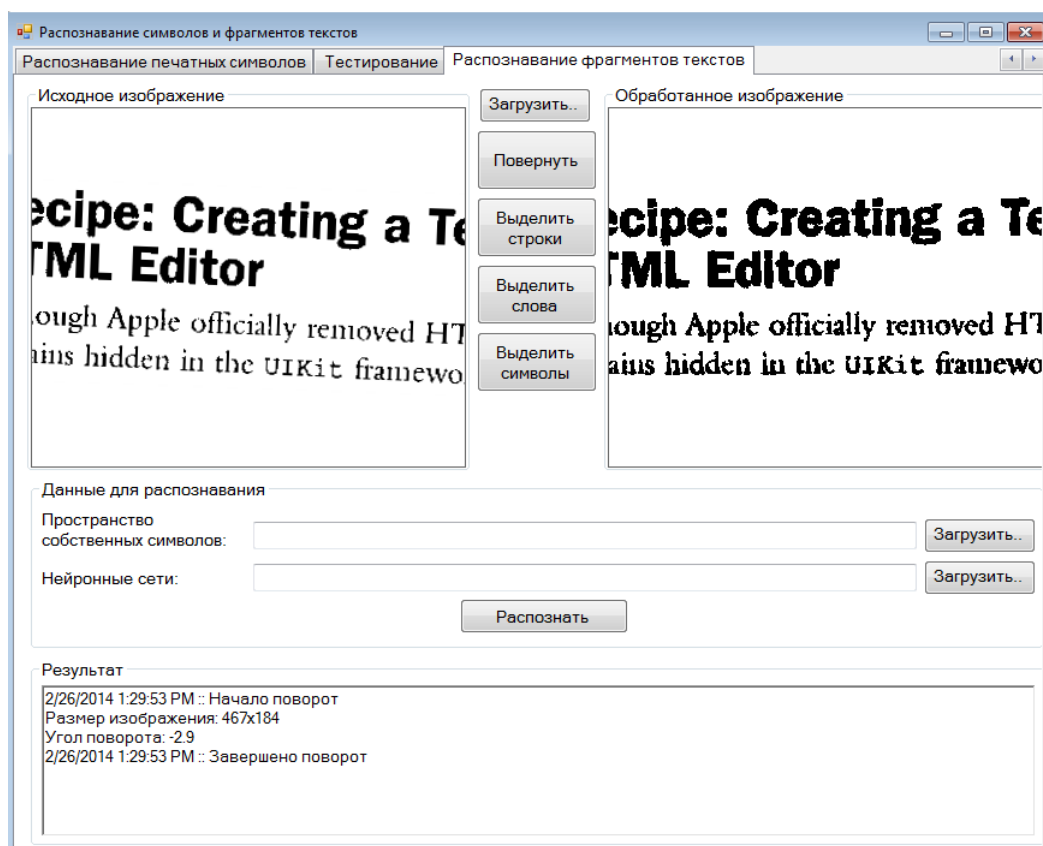 Распознавание символов и фрагментов текстов
Распознавание печатных символов Тестирование Распознавание фрагментов текстов
Исходное изображение
ecipe: Creating a Te
TML Editor
ough Apple officially removed HT
ains hidden in the UIKit framewo
Загрузить..
Повернуть
Выделить
строки
Выделить
слова
Выделить
символы
Обработанное изображение
ecipe: Creating a Te
TML Editor
ough Apple officially removed HT
ains hidden in the UIKit framewo
Данные для распознавания
Пространство
собственных символов:
Загрузить..
Нейронные сети:
Загрузить..
Распознать
Результат
2/26/2014 1:29:53 PM :: Начало поворот
Размер изображения: 467x184
Угол поворота: -2.9
2/26/2014 1:29:53 PM :: Завершено поворот